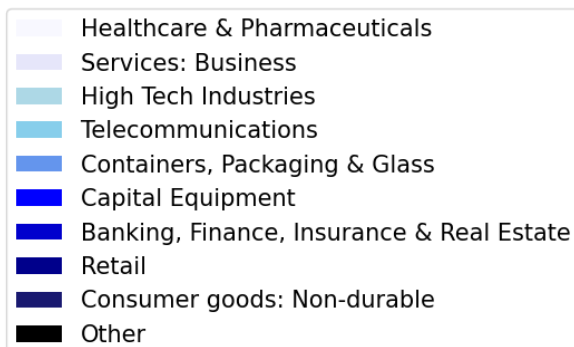 Healthcare & Pharmaceuticals
Services: Business
High Tech Industries
Telecommunications
Containers, Packaging & Glass
Capital Equipment
Banking, Finance, Insurance & Real Estate
Retail
Consumer goods: Non-durable
Other